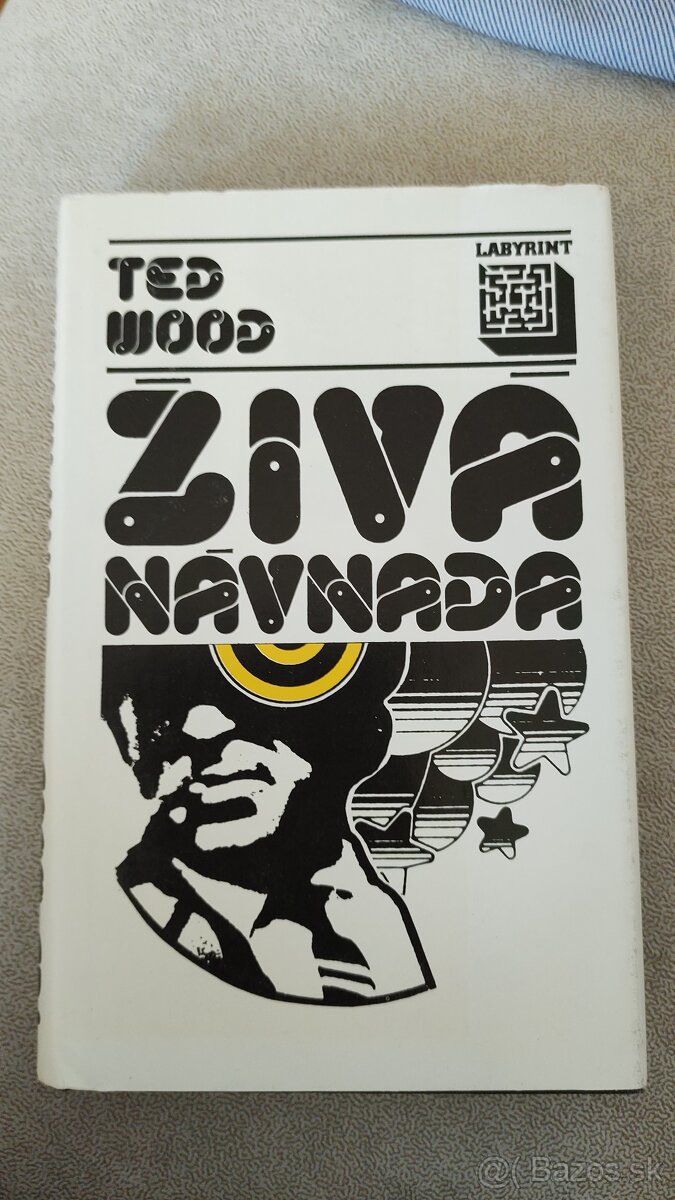 LABYRINT
TED
WOOD
ŽIVÁ
NÁVNADA
@( Bazos.sk